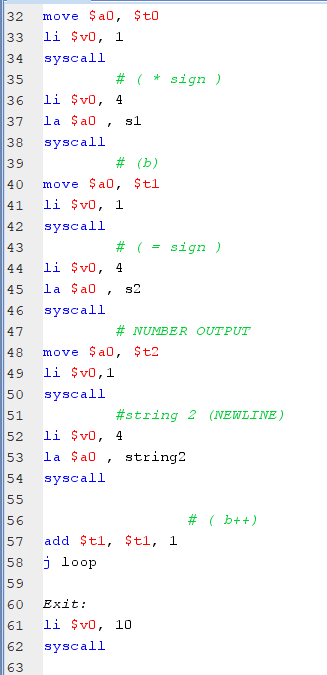 32 move $a0, $t0
33 li $v0, 1
34 syscall
35 # ( * sign )
36 li $v0, 4
37 la $a0 , s1
38 syscall
39 # (b)
40 move $a0, $t1
41 li $v0, 1
42 syscall
43 # ( = sign )
44 li $v0, 4
45 la $a0 , s2
46 syscall
47 # NUMBER OUTPUT
48 move $a0, $t2
49 li $v0,1
50 syscall
51 #string 2 (NEWLINE)
52 li $v0, 4
53 la $a0 , string2
54 syscall
55
56 # ( b++)
57 add $t1, $t1, 1
58 j loop
59
60 Exit:
61 li $v0, 10
62 syscall
63